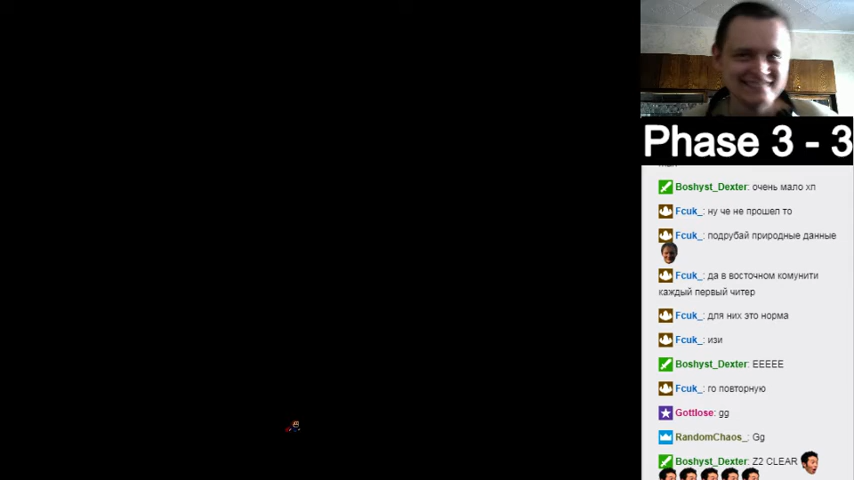 Phase 3 - 3
Boshyst_Dexter: очень мало хп
Fcuk_: ну че не прошел то
Fcuk_: подрубай природные данные
Fcuk_: да в восточном комунити
каждый первый читер
Fcuk_: для них это норма
Fcuk_: изи
Boshyst_Dexter: EEEEE
Fcuk_: го повторную
Gottlose: gg
RandomChaos_: Gg
Boshyst_Dexter: Z2 CLEAR